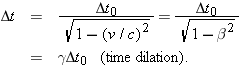 Δt = Δt₀ / √(1 − (v / c)²) = Δt₀ / √(1 − β²)
= γΔt₀ (time dilation).